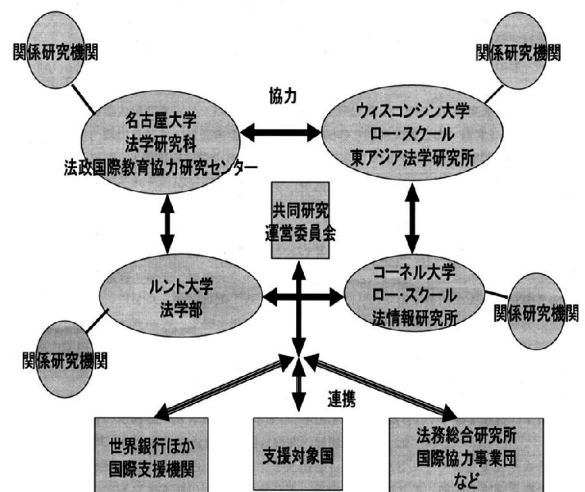 関係研究機関
関係研究機関
協力
名古屋大学
法学研究科
法政国際教育協力研究センター
ウィスコンシン大学
ロー・スクール
東アジア法学研究所
共同研究
運営委員会
ルント大学
法学部
コーネル大学
ロー・スクール
法情報研究所
関係研究機関
関係研究機関
連携
世界銀行ほか
国際支援機関
支援対象国
法務総合研究所
国際協力事業団
など